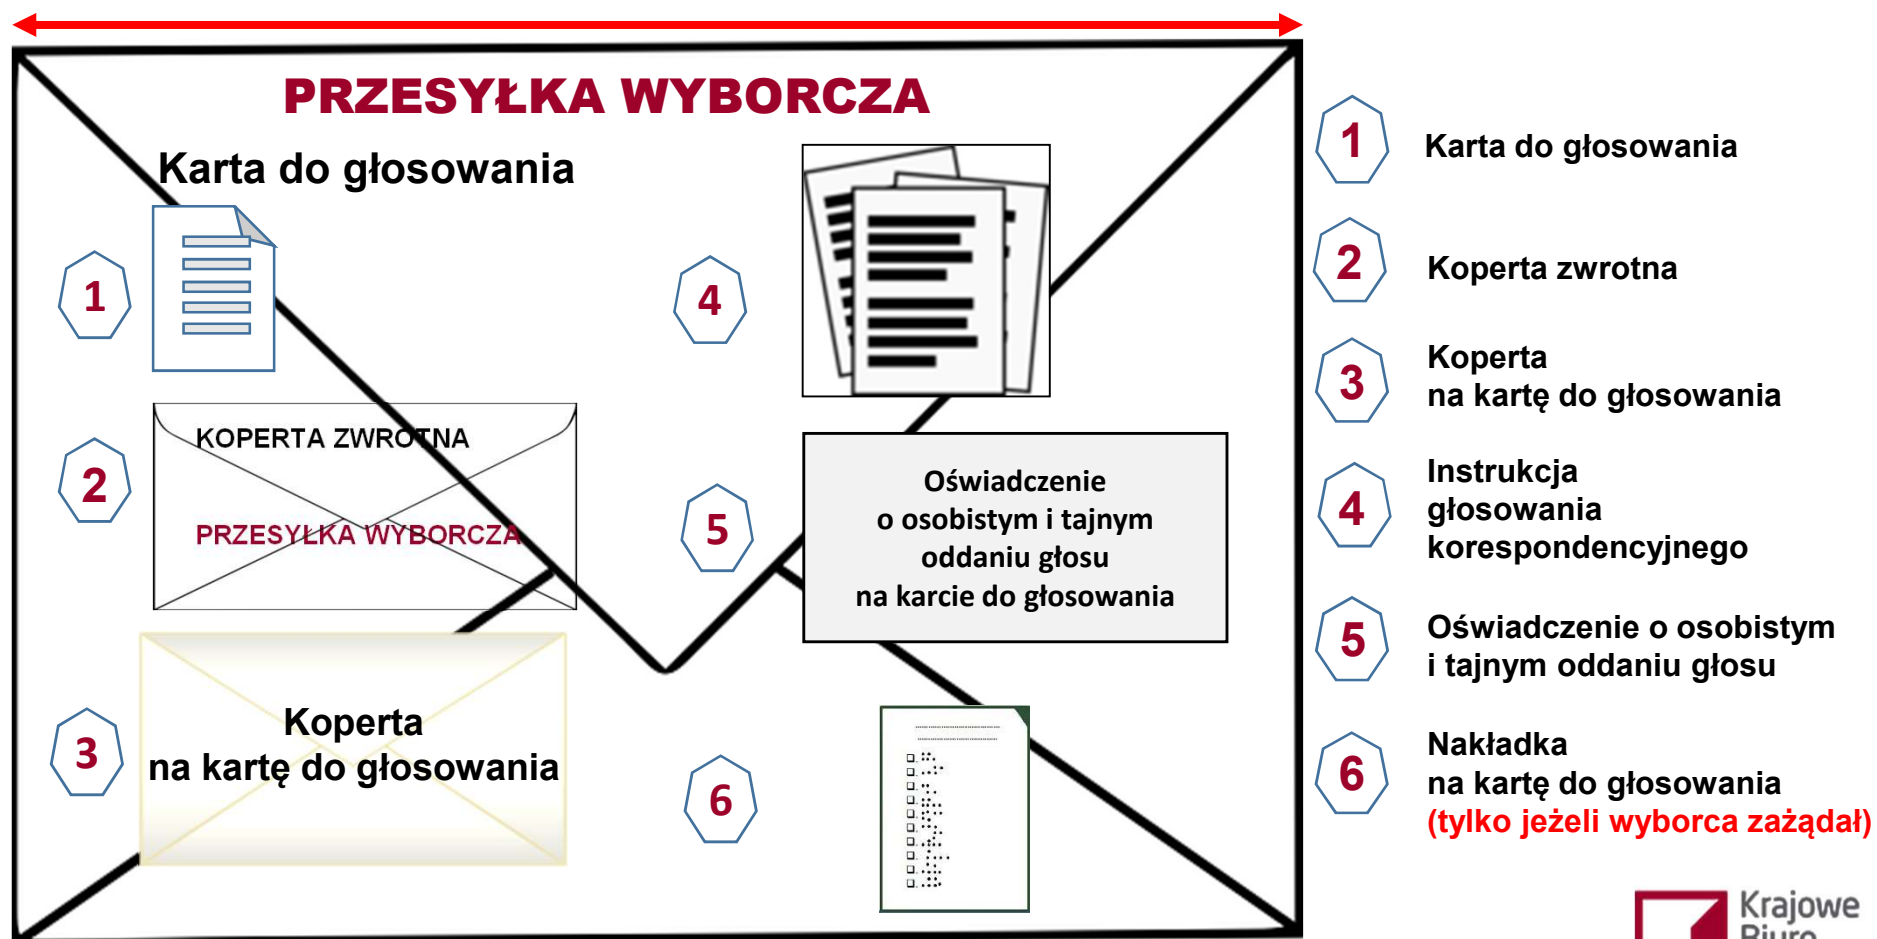 PRZESYŁKA WYBORCZA
Karta do głosowania
1
2
KOPERTA ZWROTNA
PRZESYŁKA WYBORCZA
3
Koperta
na kartę do głosowania
4
5
Oświadczenie
o osobistym i tajnym
oddaniu głosu
na karcie do głosowania
6
1
Karta do głosowania
2
Koperta zwrotna
3
Koperta
na kartę do głosowania
4
Instrukcja
głosowania
korespondencyjnego
5
Oświadczenie o osobistym
i tajnym oddaniu głosu
6
Nakładka
na kartę do głosowania
(tylko jeżeli wyborca zażądał)
Krajowe
Biuro